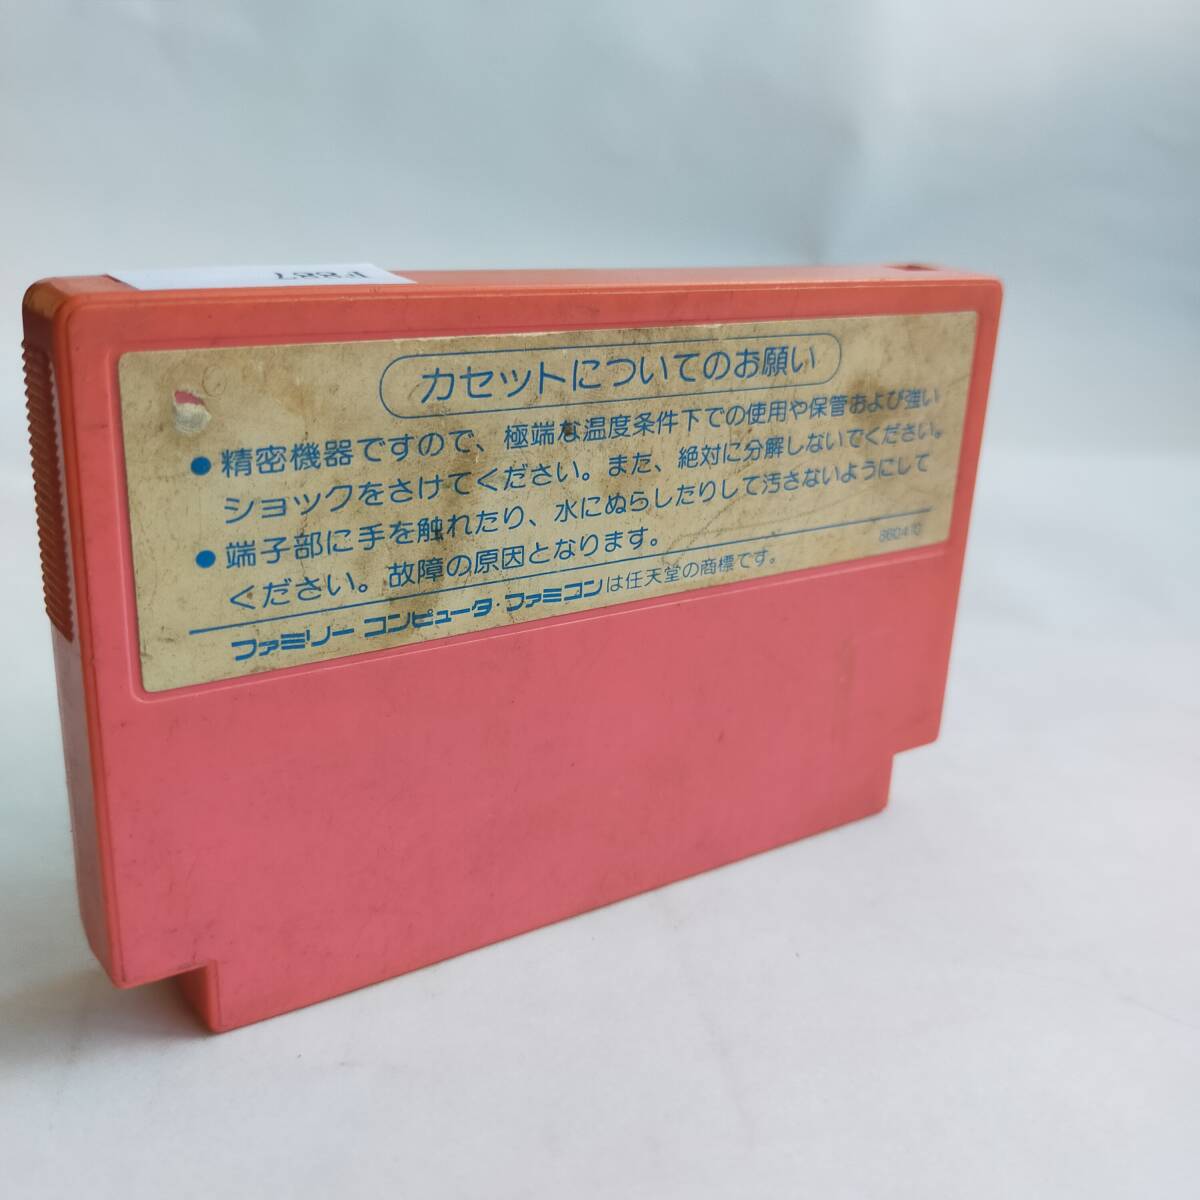 F887
カセットについてのお願い
●精密機器ですので、極端な温度条件下での使用や保管および強い
ショックをさけてください。また、絶対に分解しないでください。
●端子部に手を触れたり、水にぬらしたりして汚さないようにして
ください。故障の原因となります。
860410
ファミリー コンピュータ・ファミコンは任天堂の商標です。